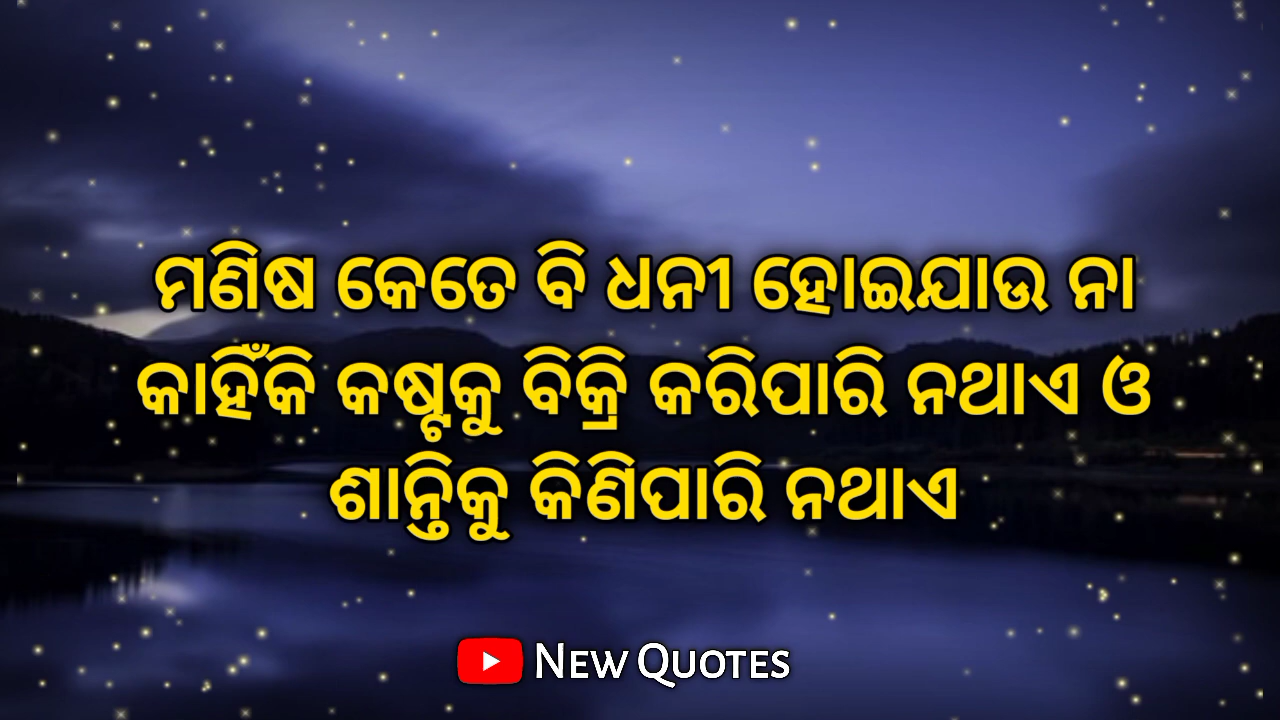 ମଣିଷ କେତେ ବି ଧନୀ ହୋଇଯାଉ ନା
କାହିଁକି କଷ୍ଟକୁ ବିକ୍ରି କରିପାରି ନଥାଏ ଓ
ଶାନ୍ତିକୁ କିଣିପାରି ନଥାଏ
NEW QUOTES